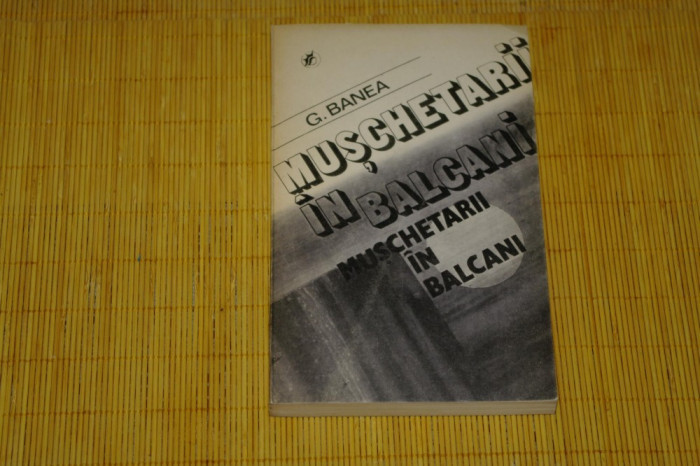 G. BANEA
MUȘCHETARII
ÎN BALCANI
MUSCHETARII
ÎN
BALCANI